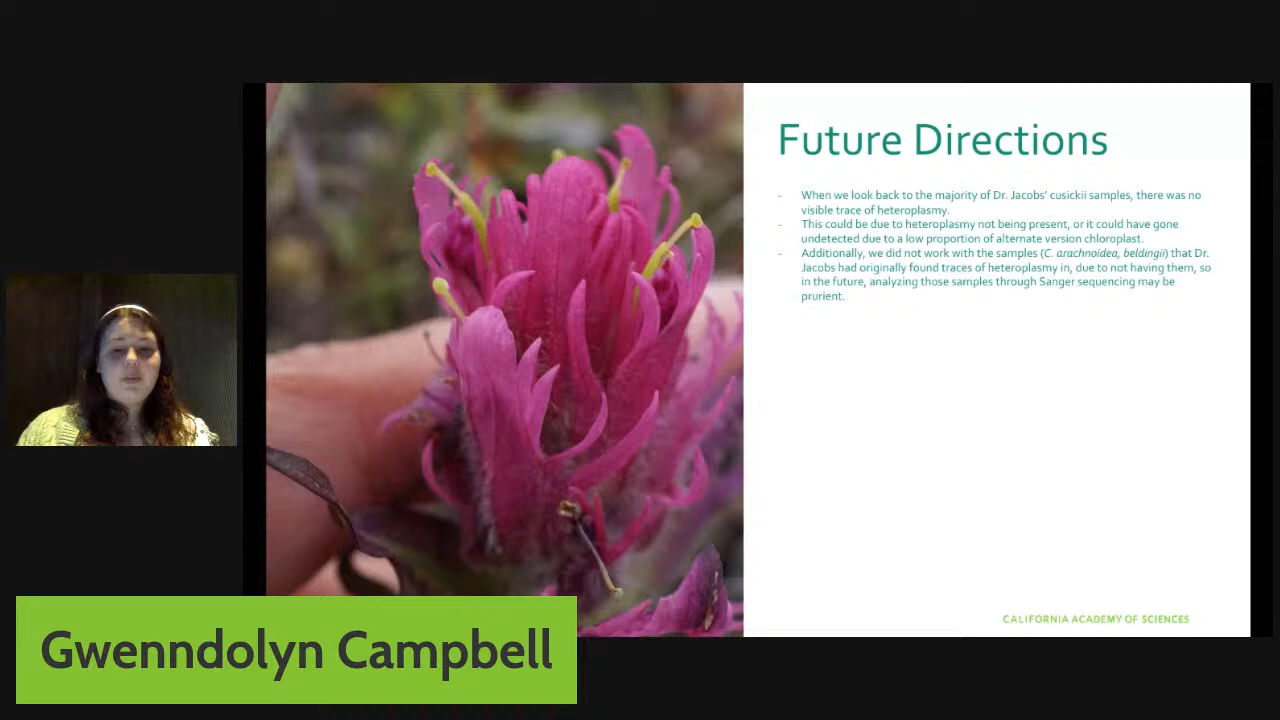 Future Directions
- When we look back to the majority of Dr. Jacobs' cusickii samples, there was no
visible trace of heteroplasmy.
- This could be due to heteroplasmy not being present, or it could have gone
undetected due to a low proportion of alternate version chloroplast.
- Additionally, we did not work with the samples (C. arachnoidea, beldingii) that Dr.
Jacobs had originally found traces of heteroplasmy in, due to not having them, so
in the future, analyzing those samples through Sanger sequencing may be
prurient.
CALIFORNIA ACADEMY OF SCIENCES
Gwenndolyn Campbell